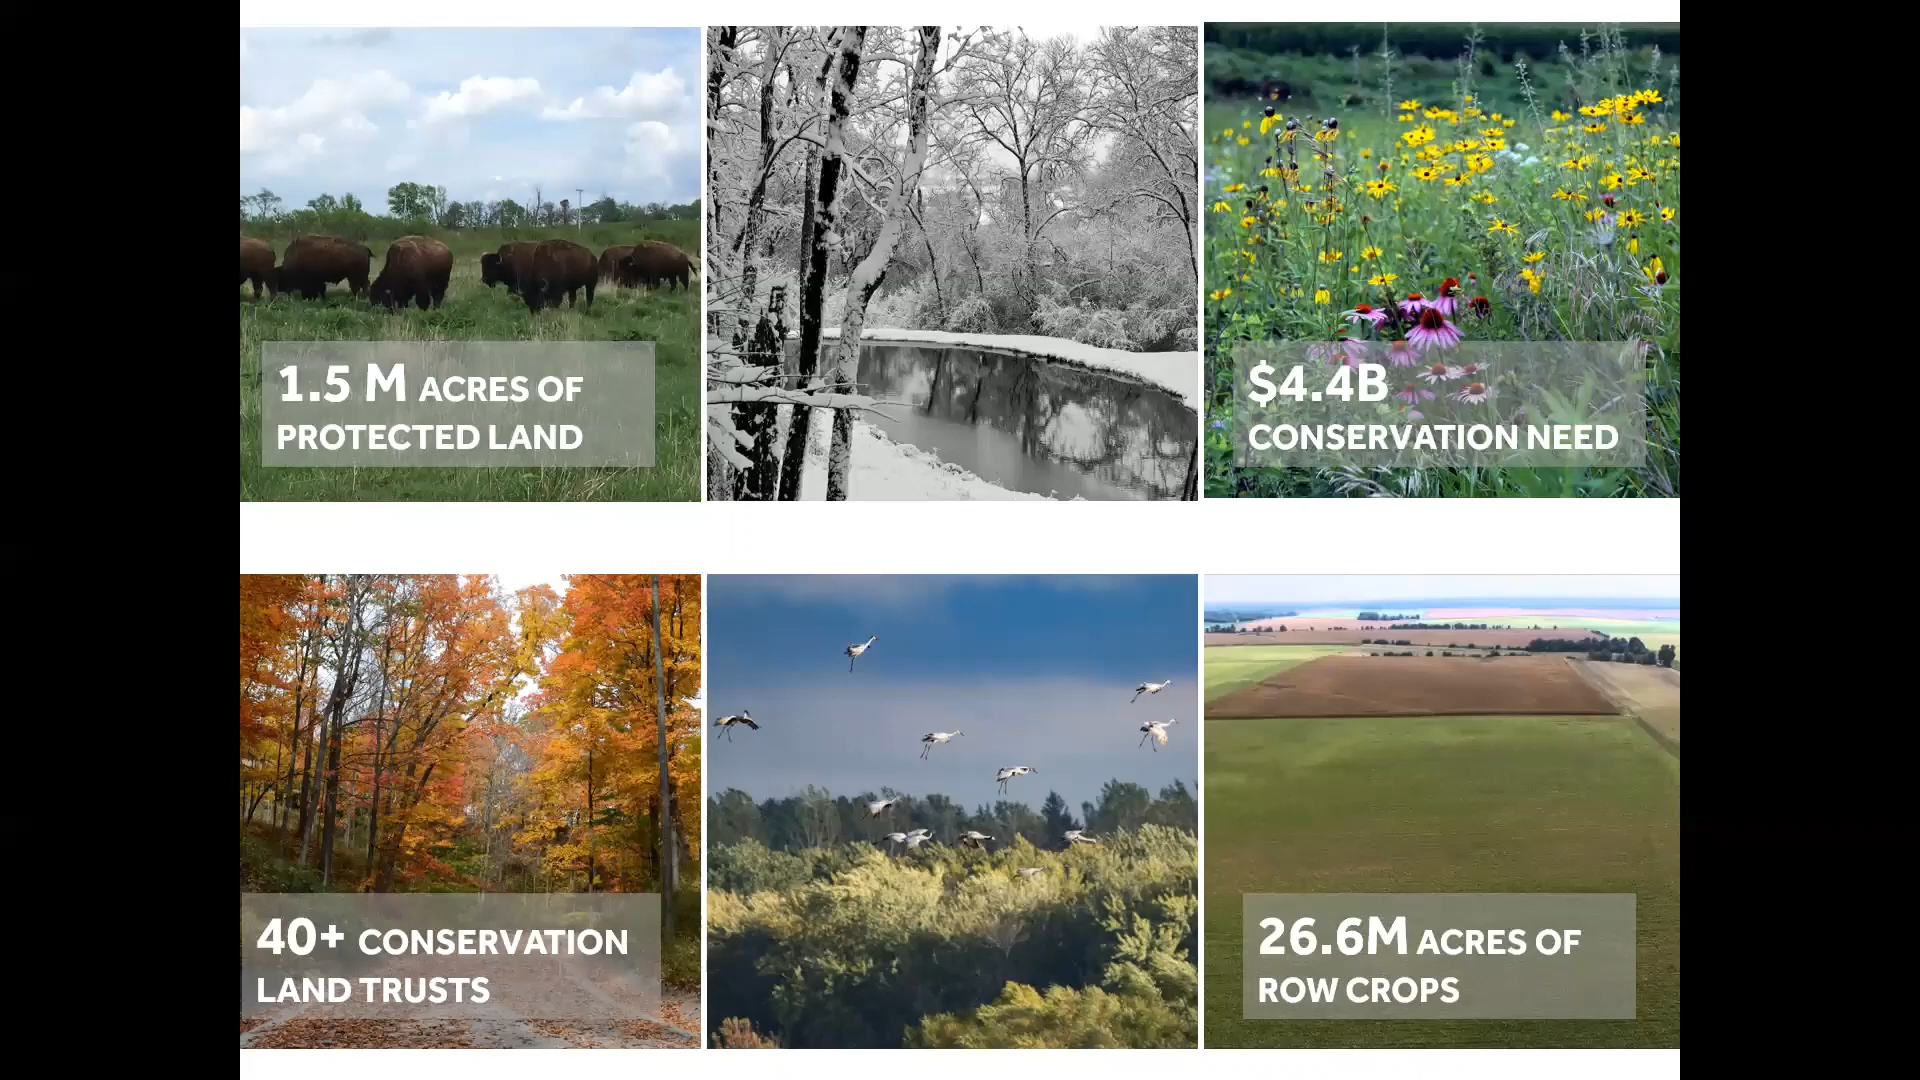 1.5 M ACRES OF
PROTECTED LAND
$4.4B
CONSERVATION NEED
40+ CONSERVATION
LAND TRUSTS
26.6M ACRES OF
ROW CROPS